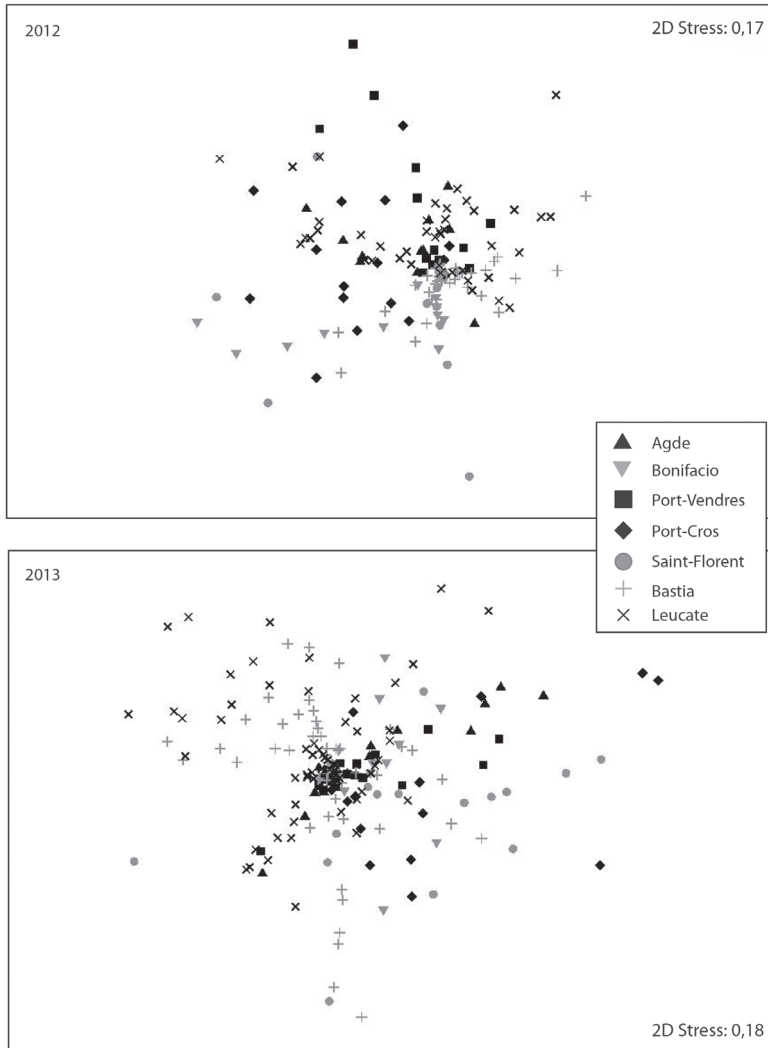 2012
2D Stress: 0,17
Agde
Bonifacio
Port-Vendres
Port-Cros
Saint-Florent
Bastia
Leucate
2013
2D Stress: 0,18